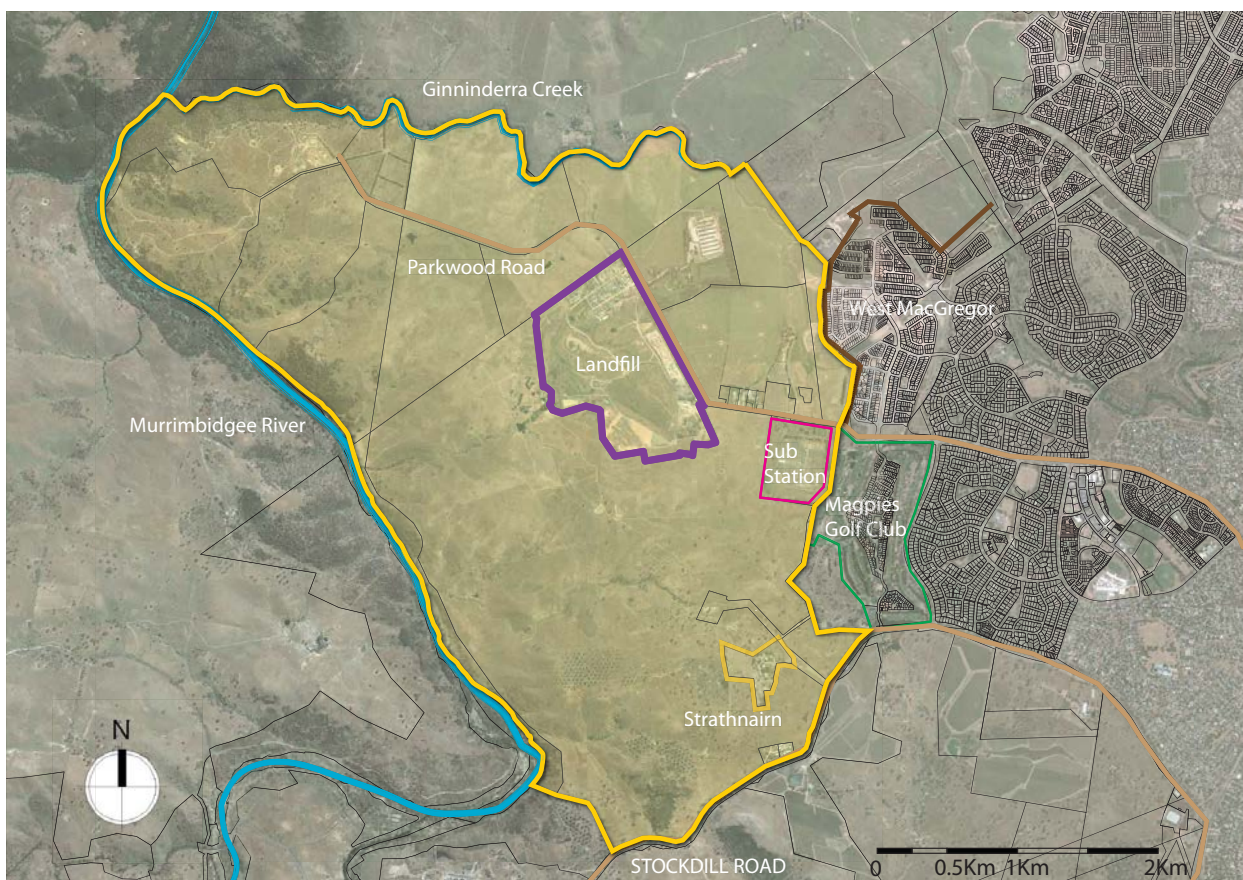 Ginninderra Creek
Parkwood Road
West MacGregor
Landfill
Murrimbidgee River
Sub
Station
Magpies
Golf Club
Strathnairn
N
STOCKDILL ROAD
0 0.5Km 1Km 2Km